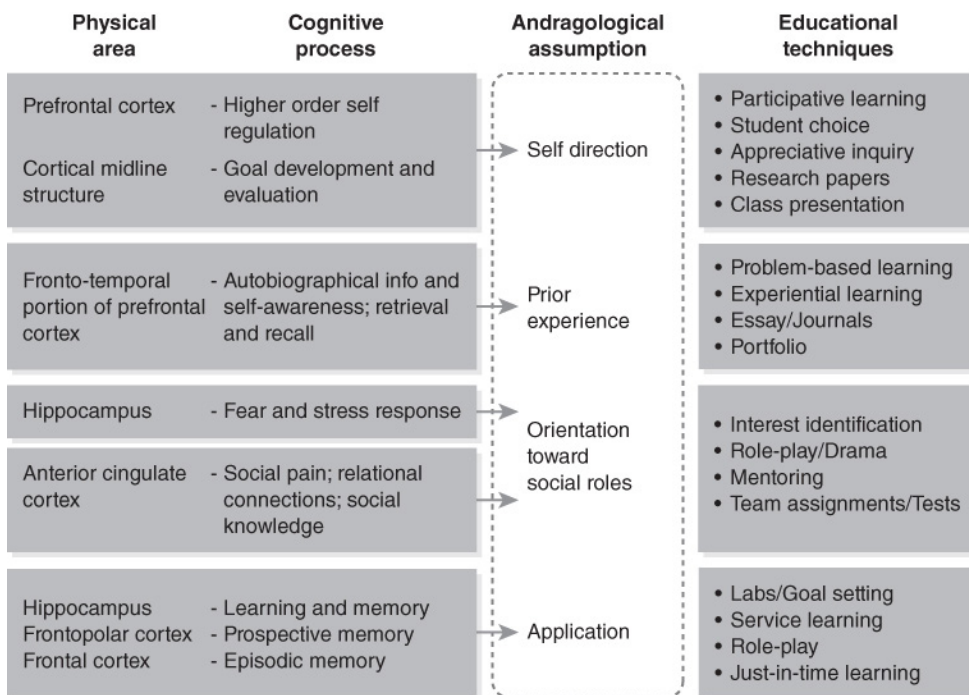 Physical area
Cognitive process
Andragological assumption
Educational techniques
Prefrontal cortex
- Higher order self regulation
Cortical midline structure
- Goal development and evaluation
Self direction
• Participative learning
• Student choice
• Appreciative inquiry
• Research papers
• Class presentation
Fronto-temporal portion of prefrontal cortex
- Autobiographical info and self-awareness; retrieval and recall
Prior experience
• Problem-based learning
• Experiential learning
• Essay/Journals
• Portfolio
Hippocampus
- Fear and stress response
Anterior cingulate cortex
- Social pain; relational connections; social knowledge
Orientation toward social roles
• Interest identification
• Role-play/Drama
• Mentoring
• Team assignments/Tests
Hippocampus - Learning and memory
Frontopolar cortex - Prospective memory
Frontal cortex - Episodic memory
Application
• Labs/Goal setting
• Service learning
• Role-play
• Just-in-time learning